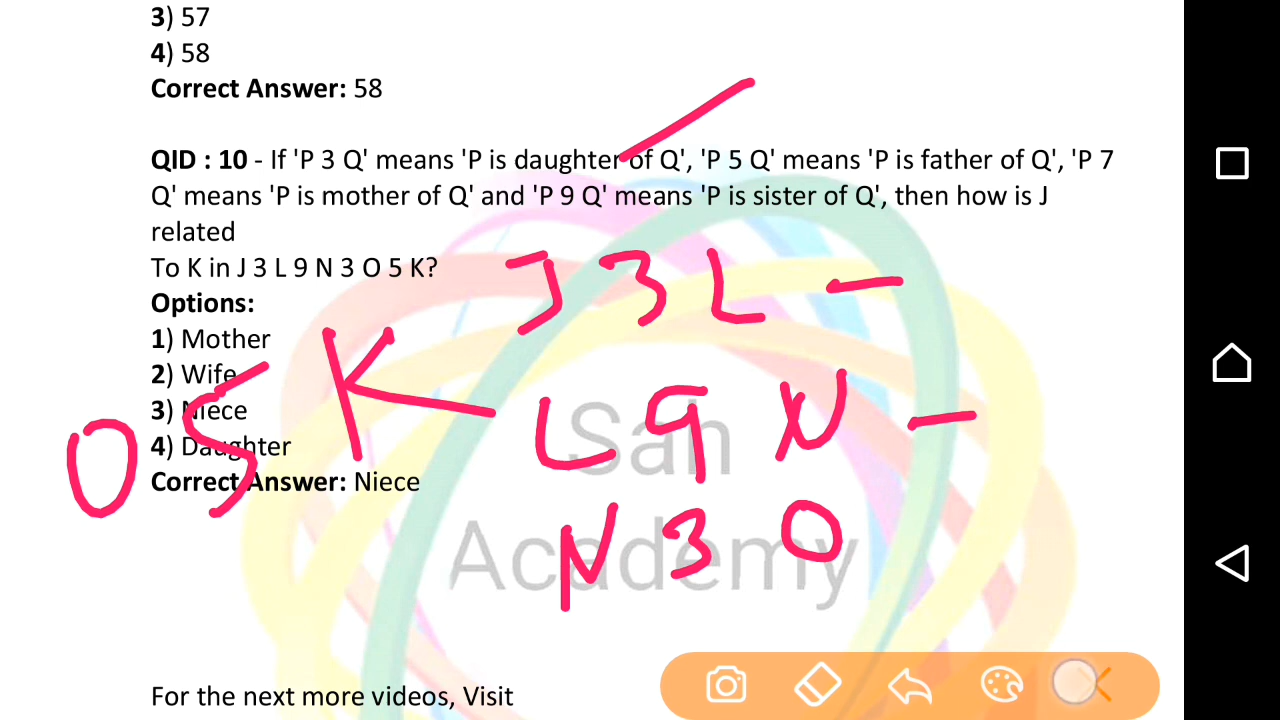 3) 57
4) 58
Correct Answer: 58
QID : 10 - If 'P 3 Q' means 'P is daughter of Q', 'P 5 Q' means 'P is father of Q', 'P 7
Q' means 'P is mother of Q' and 'P 9 Q' means 'P is sister of Q', then how is J
related
To K in J 3 L 9 N 3 O 5 K?
J 3 L -
Options:
1) Mother
2) Wife
3) Niece
4) Daughter
O 5 K
L 9 N -
Correct Answer: Niece
N 3 O
Sah
Academy
For the next more videos, Visit